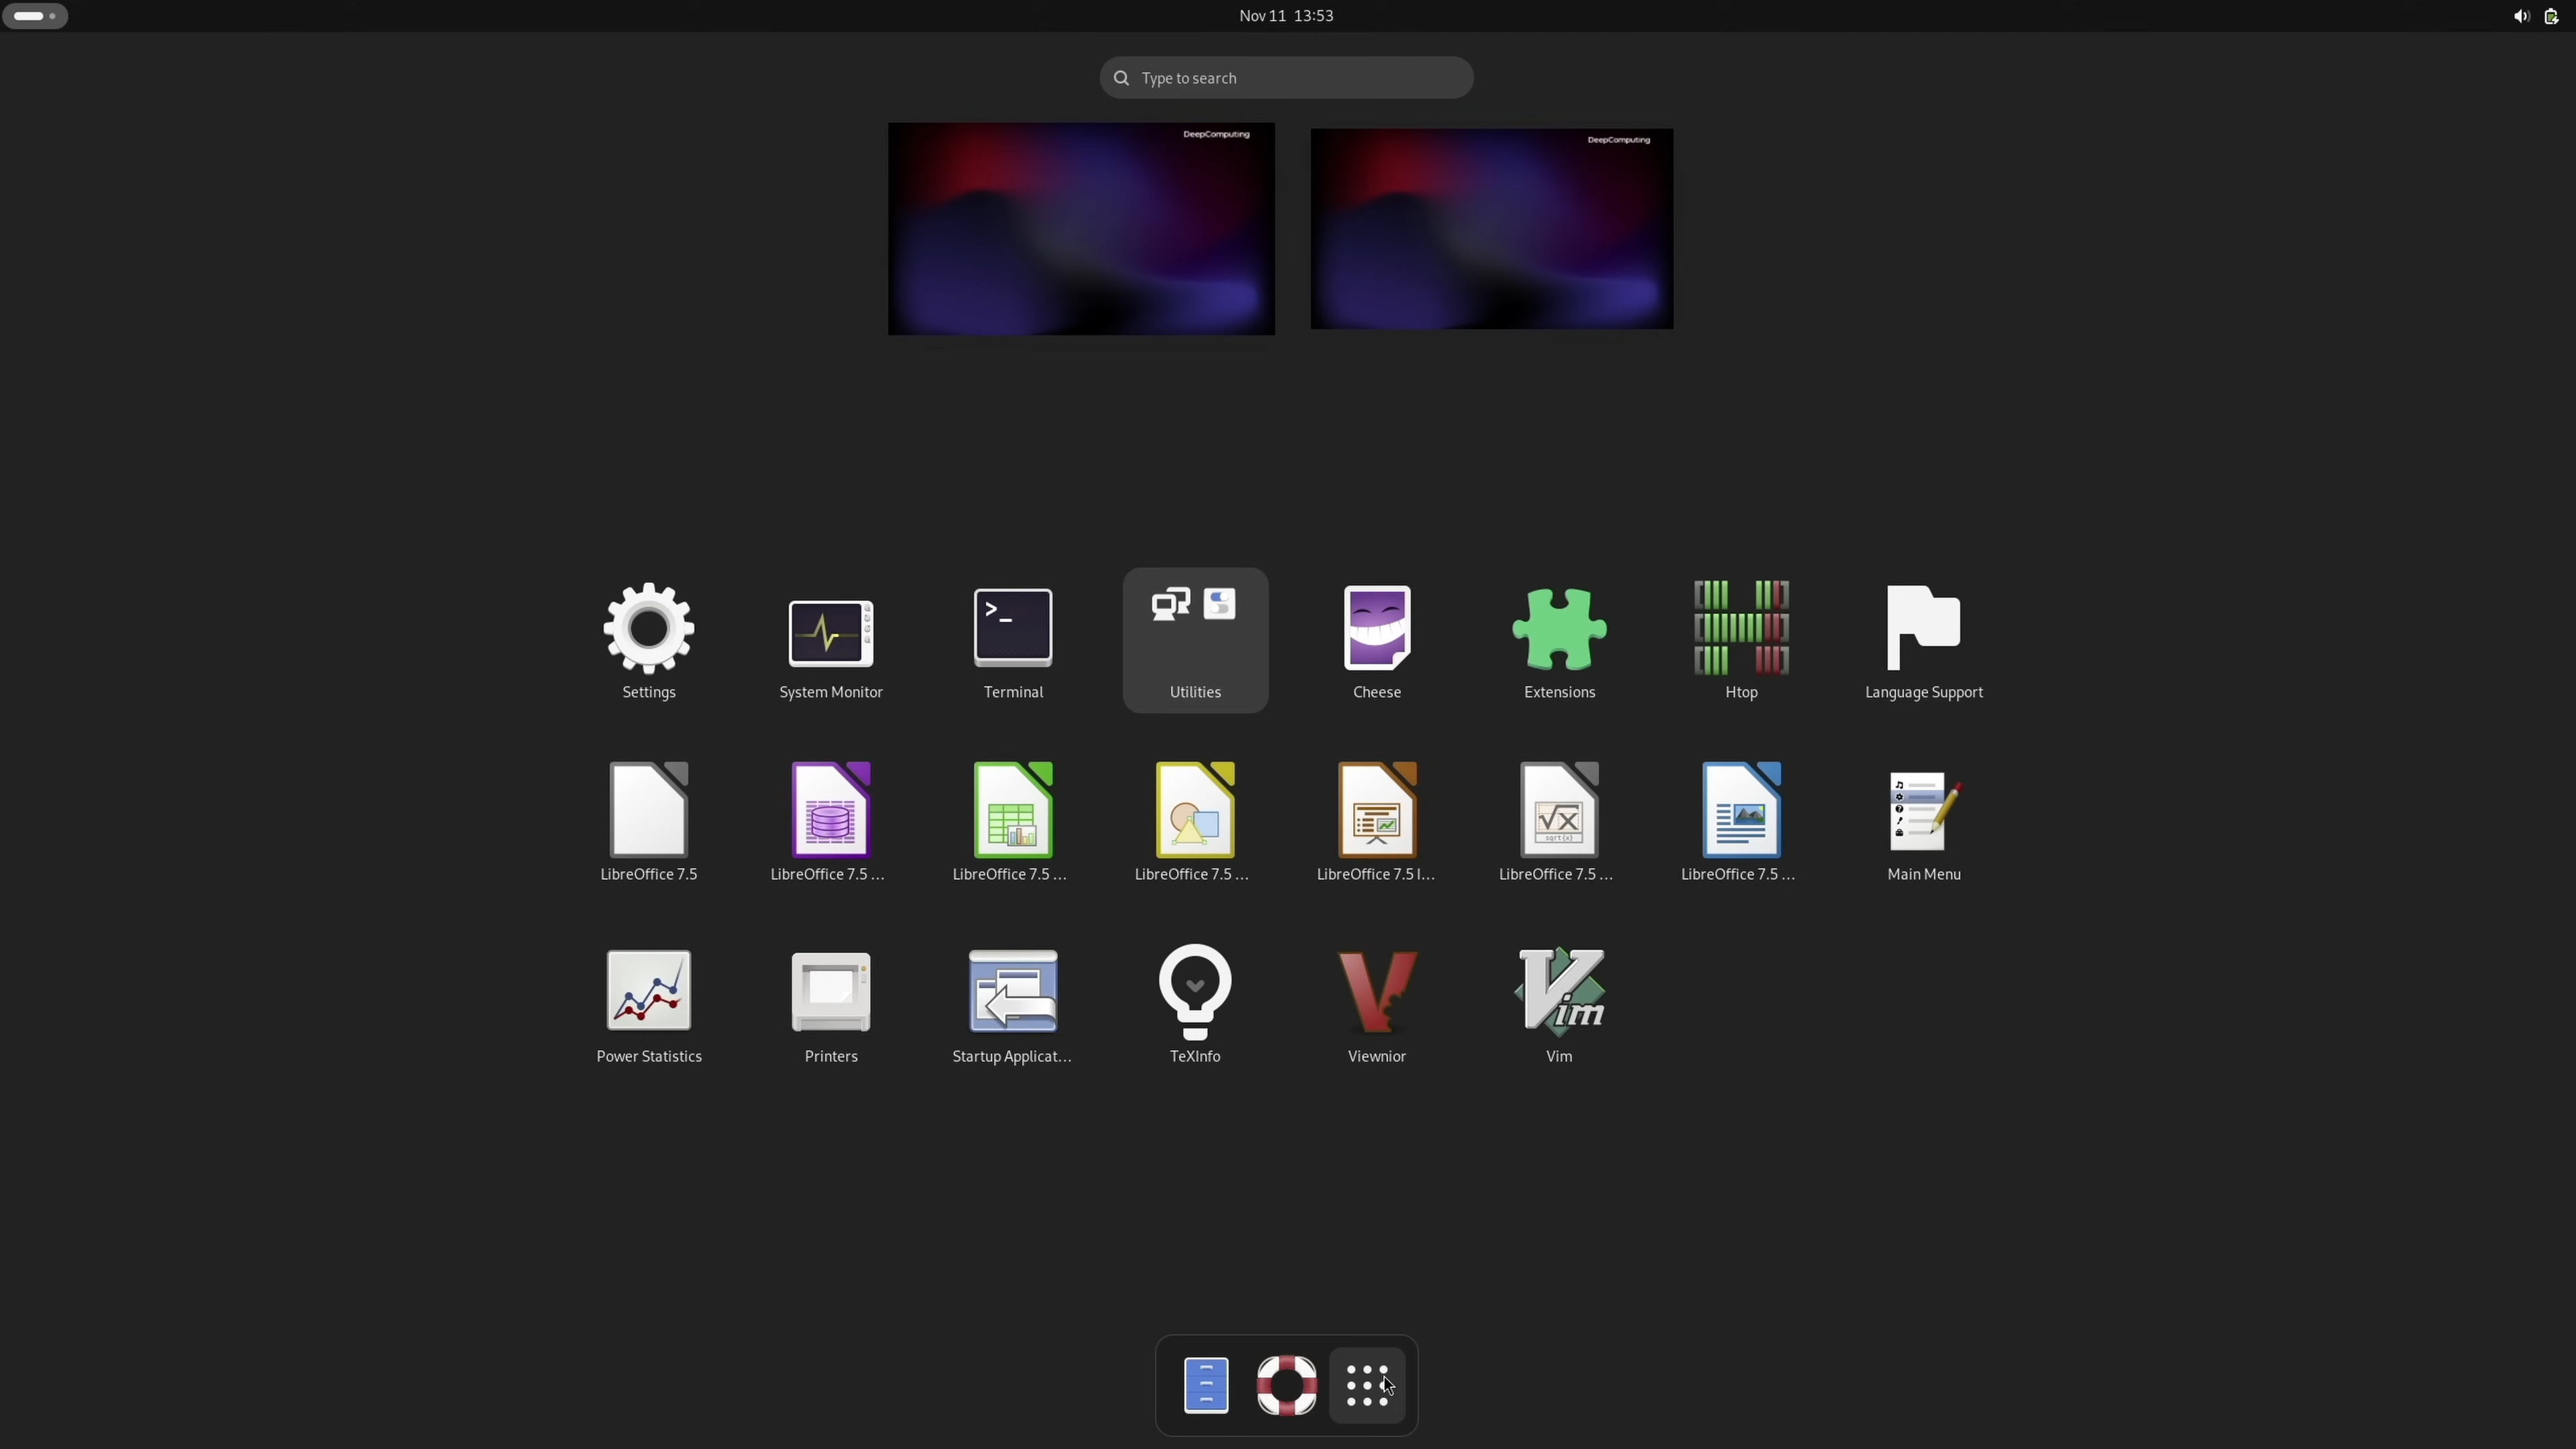 Nov 11 13:53
Type to search
DeepComputing
DeepComputing
Settings
System Monitor
Terminal
Utilities
Cheese
Extensions
Htop
Language Support
LibreOffice 7.5
LibreOffice 7.5 ...
LibreOffice 7.5 ...
LibreOffice 7.5 ...
LibreOffice 7.5 I...
LibreOffice 7.5 ...
LibreOffice 7.5 ...
Main Menu
√x
sqrt{x}
Power Statistics
Printers
Startup Applicat...
TeXInfo
Viewnior
Vim
Vim